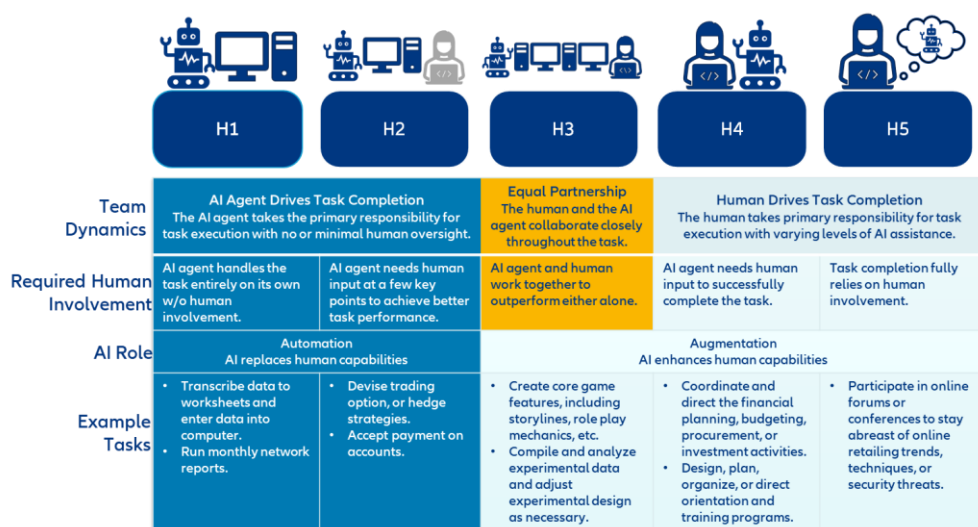 H1
H2
H3
H4
H5
Team
Dynamics
AI Agent Drives Task Completion
The AI agent takes the primary responsibility for
task execution with no or minimal human oversight.
Equal Partnership
The human and the AI
agent collaborate closely
throughout the task.
Human Drives Task Completion
The human takes primary responsibility for task
execution with varying levels of AI assistance.
Required Human
Involvement
AI agent handles the
task entirely on its own
w/o human
involvement.
AI agent needs human
input at a few key
points to achieve better
task performance.
AI agent and human
work together to
outperform either alone.
AI agent needs human
input to successfully
complete the task.
Task completion fully
relies on human
involvement.
AI Role
Automation
AI replaces human capabilities
Augmentation
AI enhances human capabilities
Example
Tasks
• Transcribe data to
worksheets and
enter data into
computer.
• Run monthly network
reports.
• Devise trading
option, or hedge
strategies.
• Accept payment on
accounts.
• Create core game
features, including
storylines, role play
mechanics, etc.
• Compile and analyze
experimental data
and adjust
experimental design
as necessary.
• Coordinate and
direct the financial
planning, budgeting,
procurement, or
investment activities.
• Design, plan,
organize, or direct
orientation and
training programs.
• Participate in online
forums or
conferences to stay
abreast of online
retailing trends,
techniques, or
security threats.